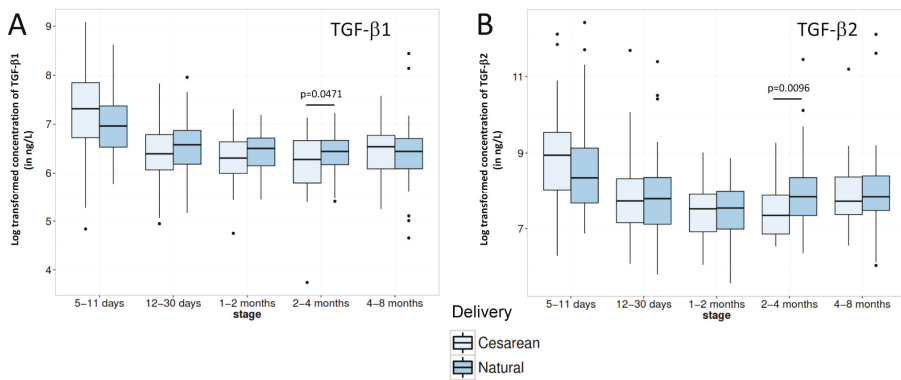 A
TGF-β1
Log transformed concentration of TGF-β1
(in ng/L)
9
8
7
6
5
4
p=0.0471
5–11 days
12–30 days
1–2 months
2–4 months
4–8 months
stage
B
TGF-β2
Log transformed concentration of TGF-β2
(in ng/L)
11
9
7
p=0.0096
5–11 days
12–30 days
1–2 months
2–4 months
4–8 months
stage
Delivery
Cesarean
Natural